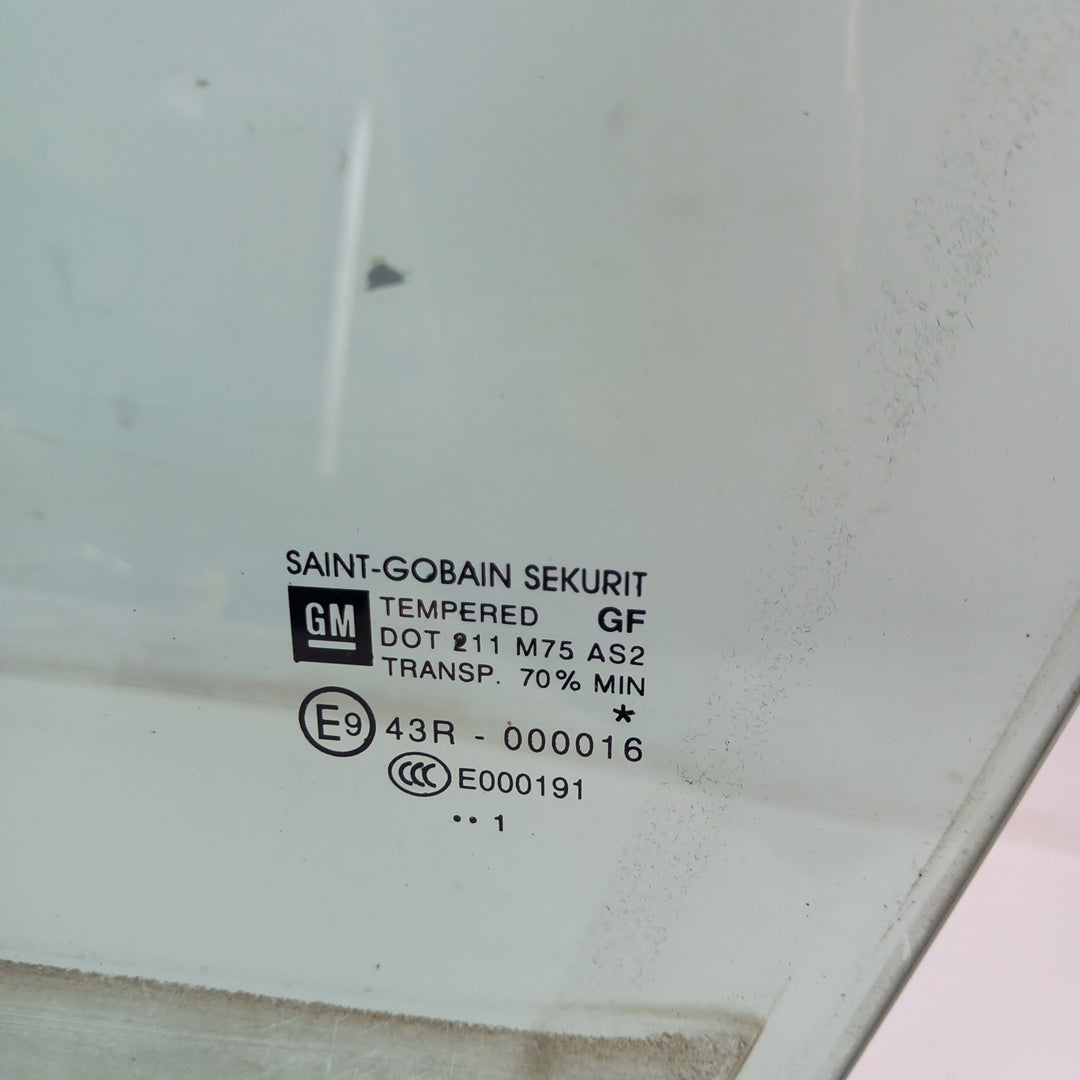 SAINT-GOBAIN SEKURIT
GM TEMPERED GF
DOT 211 M75 AS2
TRANSP. 70% MIN
*
E9 43R - 000016
CCC E000191
•• 1